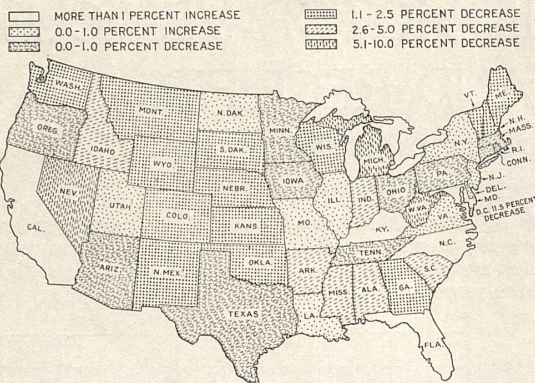 MORE THAN 1 PERCENT INCREASE
0.0-1.0 PERCENT INCREASE
0.0-1.0 PERCENT DECREASE
1.1-2.5 PERCENT DECREASE
2.6-5.0 PERCENT DECREASE
5.1-10.0 PERCENT DECREASE
WASH.
MONT.
N. DAK.
MINN.
VT.
ME.
N.H.
MASS.
OREG.
IDAHO
S. DAK.
WIS.
MICH.
N.Y.
R.I.
CONN.
WYO.
IOWA
PA.
N.J.
NEV.
NEBR.
OHIO
DEL.
MD.
UTAH
COLO.
ILL.
IND.
W.VA.
VA.
D.C. 11.5 PERCENT
DECREASE
CAL.
KANS.
MO.
KY.
N.C.
ARIZ.
N. MEX.
OKLA.
ARK.
TENN.
S.C.
TEXAS
LA.
MISS.
ALA.
GA.
FLA.